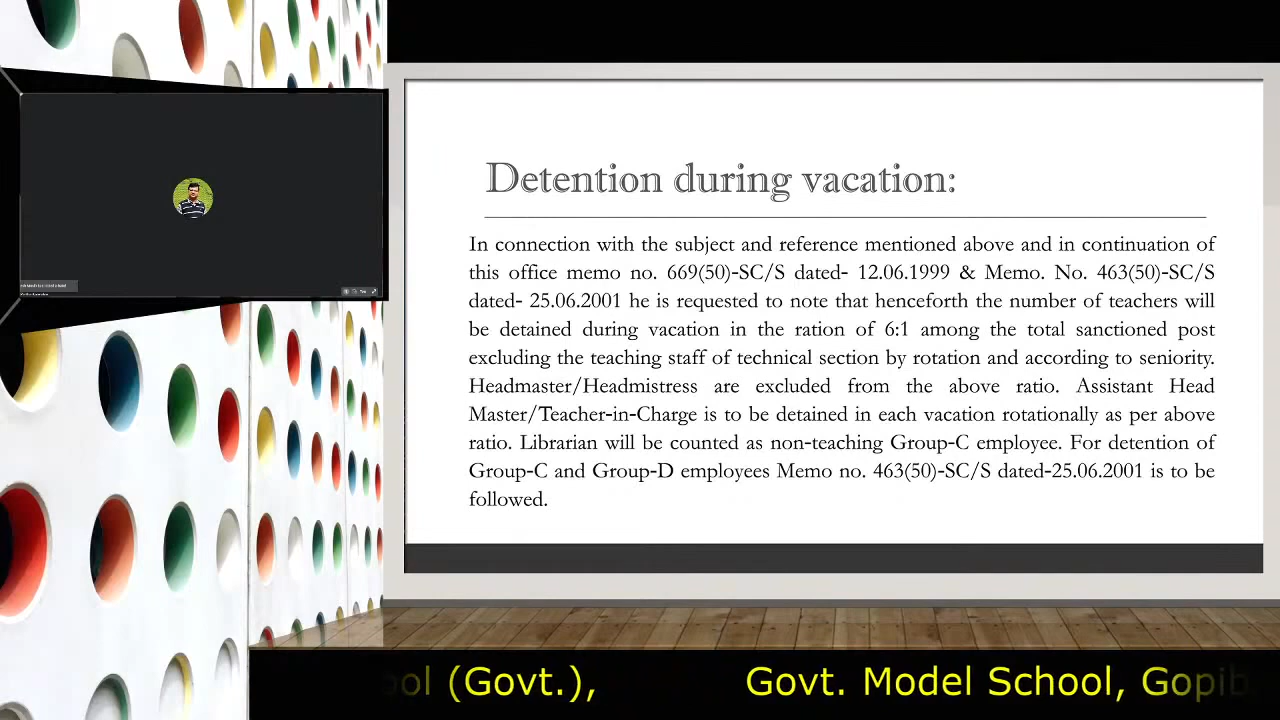 Detention during vacation:
In connection with the subject and reference mentioned above and in continuation of
this office memo no. 669(50)-SC/S dated- 12.06.1999 & Memo. No. 463(50)-SC/S
dated- 25.06.2001 he is requested to note that henceforth the number of teachers will
be detained during vacation in the ration of 6:1 among the total sanctioned post
excluding the teaching staff of technical section by rotation and according to seniority.
Headmaster/Headmistress are excluded from the above ratio. Assistant Head
Master/Teacher-in-Charge is to be detained in each vacation rotationally as per above
ratio. Librarian will be counted as non-teaching Group-C employee. For detention of
Group-C and Group-D employees Memo no. 463(50)-SC/S dated-25.06.2001 is to be
followed.
ool (Govt.), Govt. Model School, Gopib